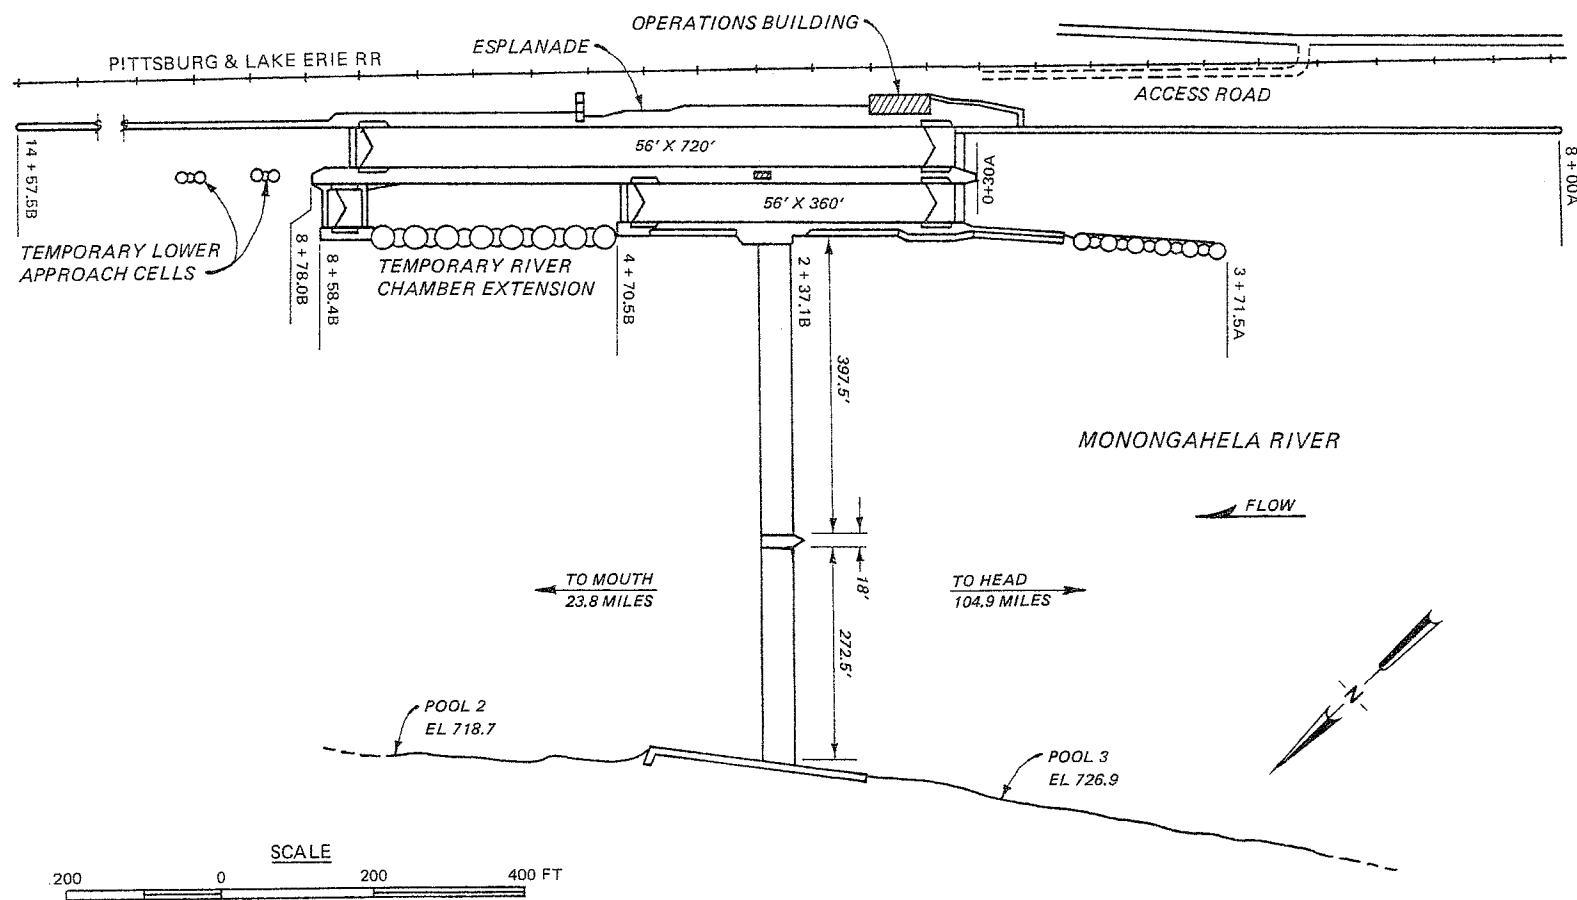 OPERATIONS BUILDING
ESPLANADE
PITTSBURG & LAKE ERIE RR
ACCESS ROAD
56' X 720'
56' X 360'
14 + 57.5B
0+30A
8 + 00A
TEMPORARY LOWER
APPROACH CELLS
8 + 78.0B
8 + 58.4B
TEMPORARY RIVER
CHAMBER EXTENSION
4 + 70.5B
2 + 37.1B
3 + 71.5A
397.5'
MONONGAHELA RIVER
FLOW
TO MOUTH
23.8 MILES
18'
TO HEAD
104.9 MILES
272.5'
N
POOL 2
EL 718.7
POOL 3
EL 726.9
SCALE
200 0 200 400 FT